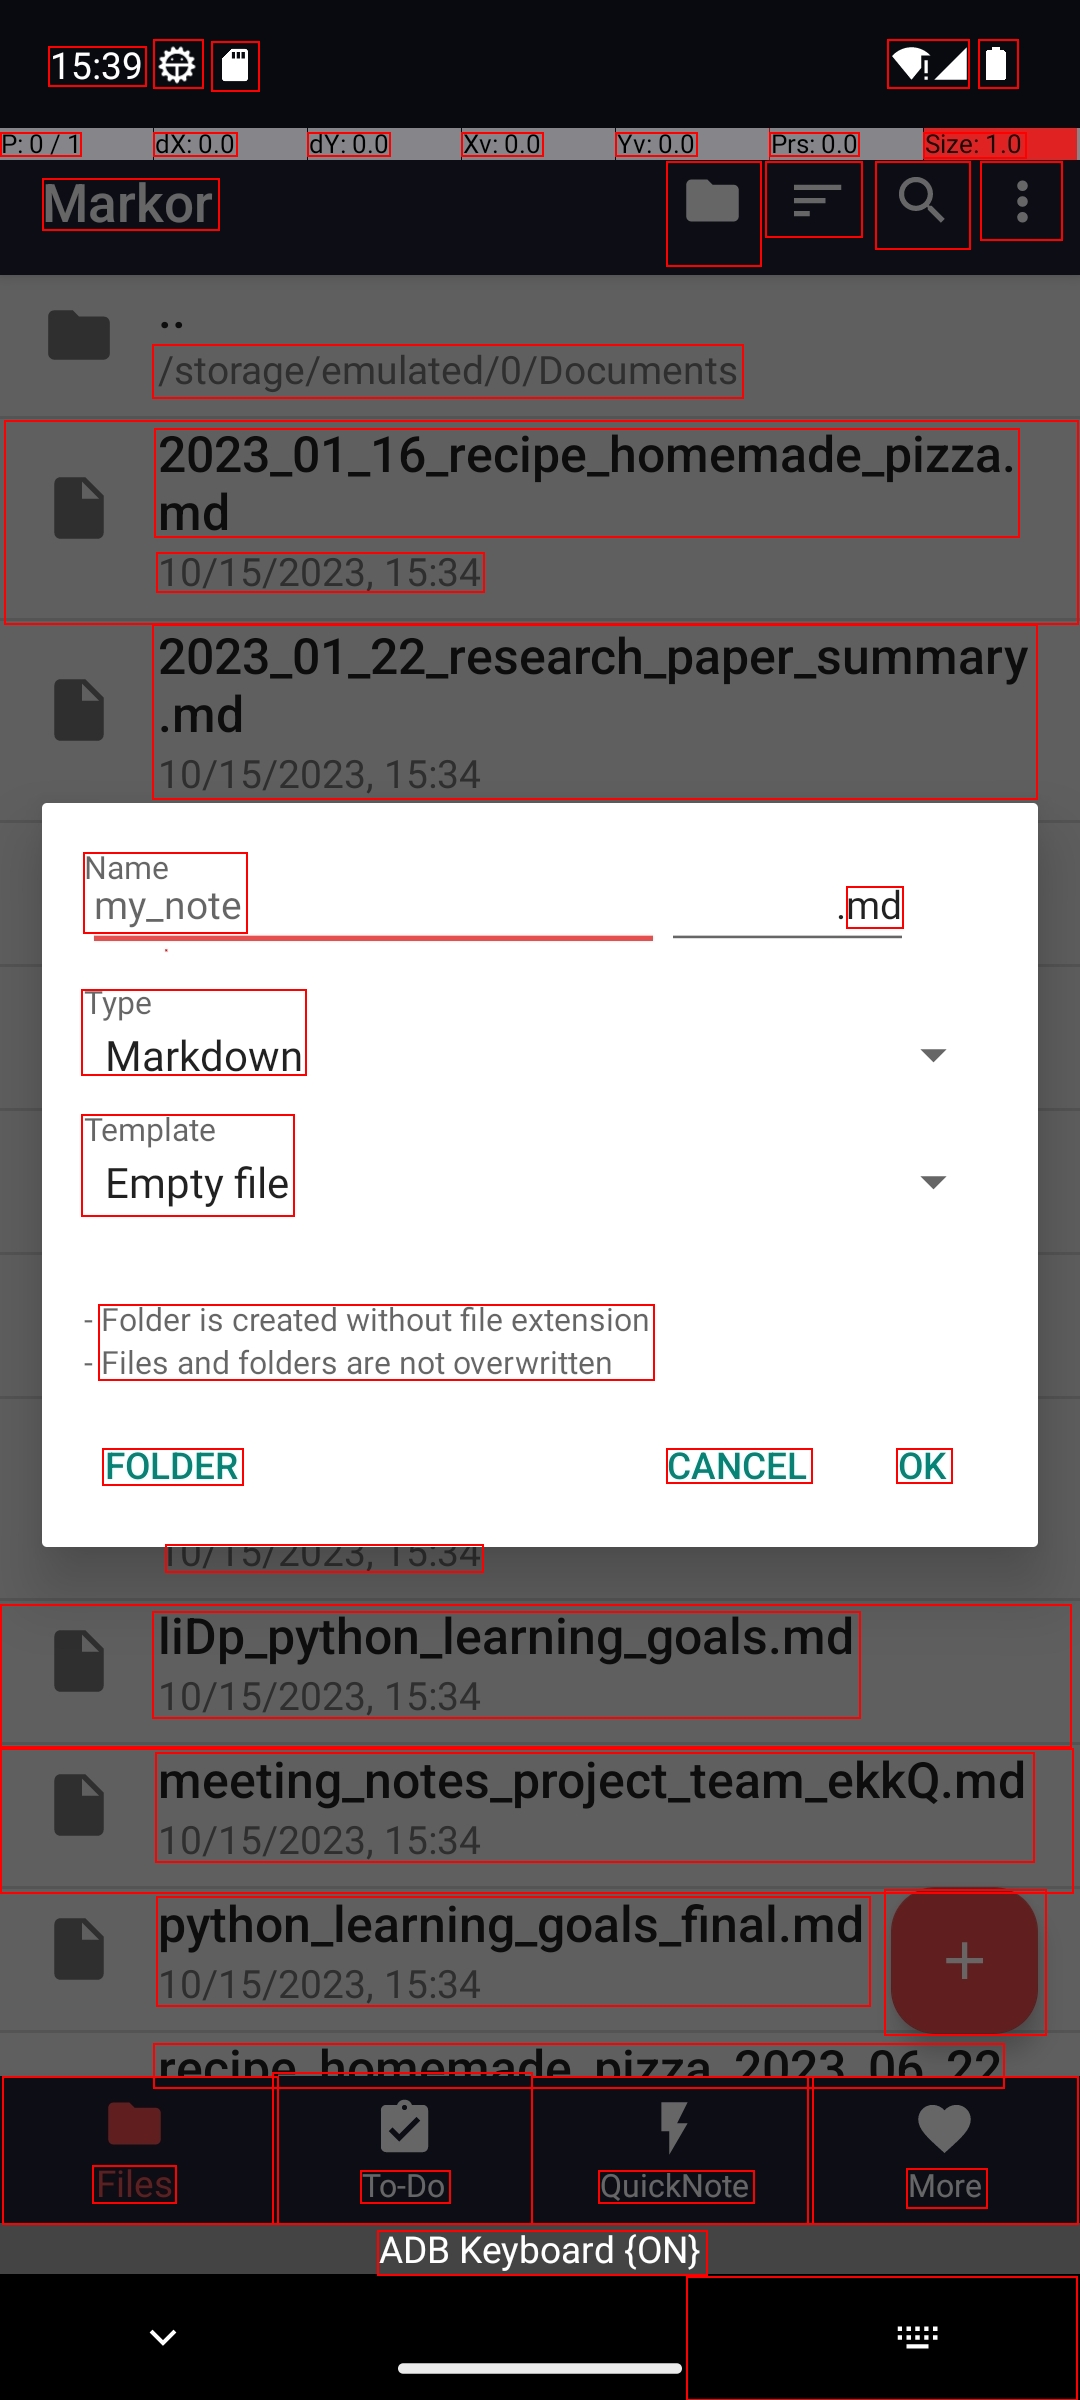 15:39
P: 0 / 1 dX: 0.0 dY: 0.0 Xv: 0.0 Yv: 0.0 Prs: 0.0 Size: 1.0
Markor
..
/storage/emulated/0/Documents
2023_01_16_recipe_homemade_pizza.
md
10/15/2023, 15:34
2023_01_22_research_paper_summary
.md
10/15/2023, 15:34
Name
my_note .md
Type
Markdown
Template
Empty file
- Folder is created without file extension
- Files and folders are not overwritten
FOLDER CANCEL OK
10/15/2023, 15:34
liDp_python_learning_goals.md
10/15/2023, 15:34
meeting_notes_project_team_ekkQ.md
10/15/2023, 15:34
python_learning_goals_final.md
10/15/2023, 15:34
recipe_homemade_pizza_2023_06_22
Files To-Do QuickNote More
ADB Keyboard {ON}